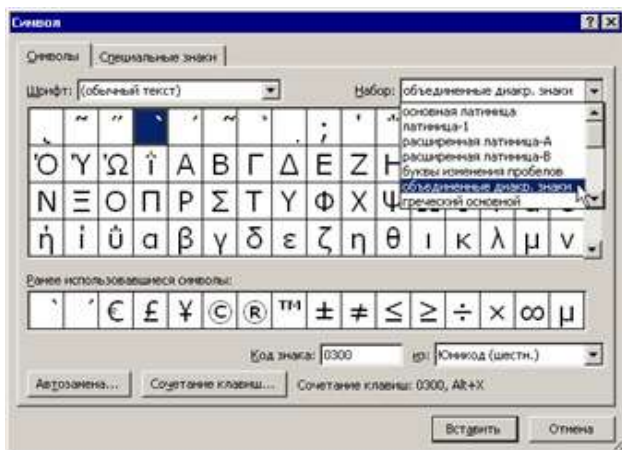 Символ
Символы Специальные знаки
Шрифт: (обычный текст) Набор: объединенные диакр. знаки
основная латиница
латиница-1
расширенная латиница-A
расширенная латиница-B
буквы изменения пробелов
объединенные диакр. знаки
греческий основной
Ὁ Ὑ Ὡ Α Β Γ Δ Ε Ζ Η
Ν Ξ Ο Π Ρ Σ Τ Υ Φ Χ Ψ
ή ί α β γ δ ε ζ η θ ι κ λ μ ν
Ранее использовавшиеся символы:
̀ ́ € £ ¥ © ® ™ ± ≠ ≤ ≥ ÷ × ∞ µ
Код знака: 0300 из: Юникод (шестн.)
Автозамена... Сочетание клавиш... Сочетание клавиш: 0300, Alt+X
Вставить Отмена